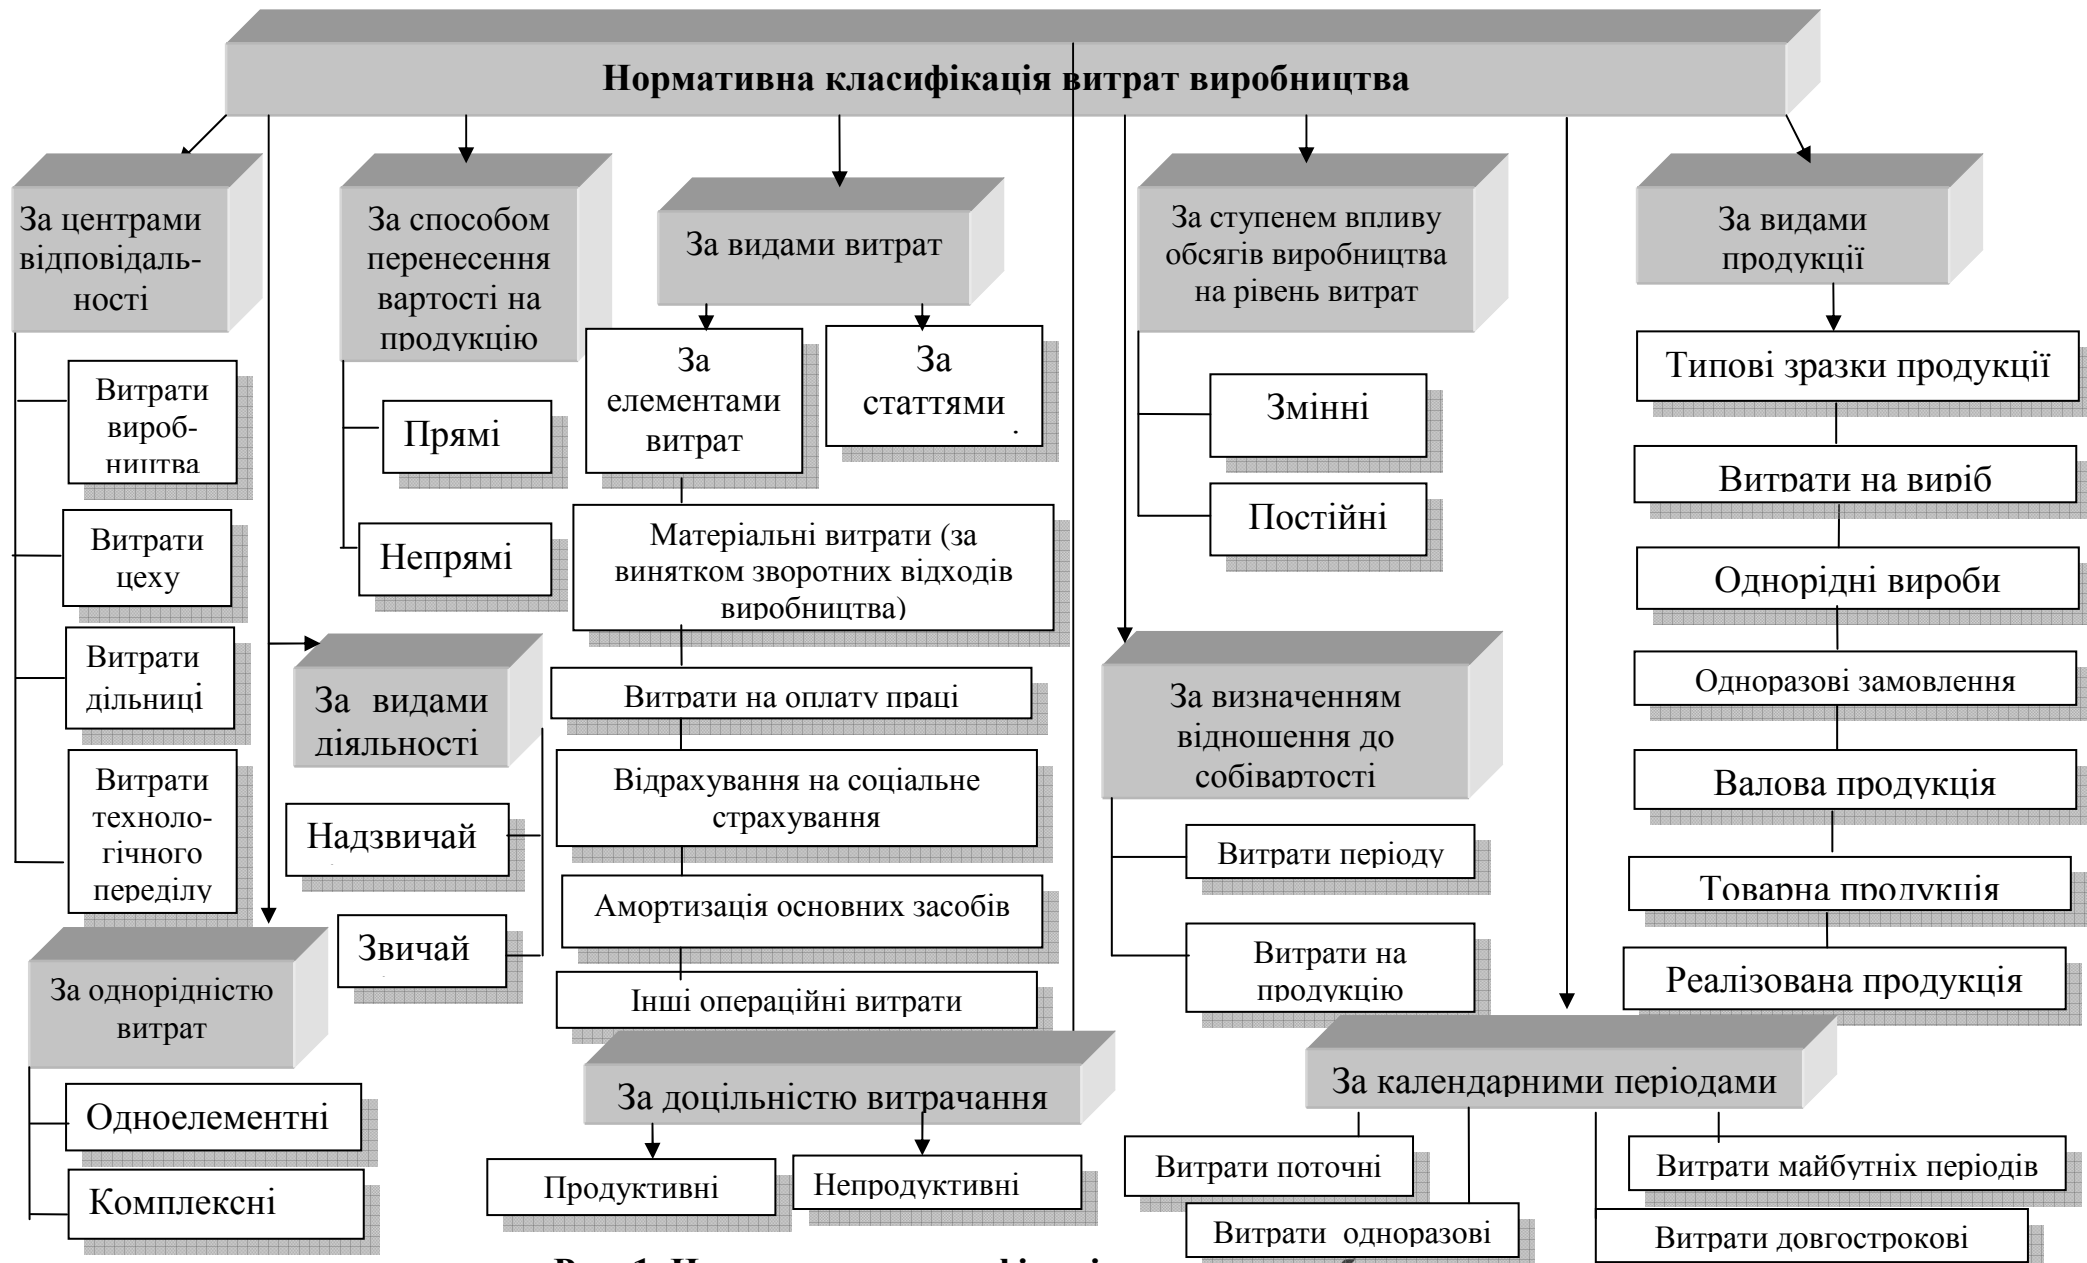 Нормативна класифікація витрат виробництва
За центрами
відповідаль-
ності
Витрати
вироб-
ництва
Витрати
цеху
Витрати
дільниці
Витрати
техноло-
гічного
переділу
За способом
перенесення
вартості на
продукцію
Прямі
Непрямі
За видами витрат
За
елементами
витрат
За
статтями
Матеріальні витрати (за
винятком зворотних відходів
виробництва)
Витрати на оплату праці
Відрахування на соціальне
страхування
Амортизація основних засобів
Інші операційні витрати
За ступенем впливу
обсягів виробництва
на рівень витрат
Змінні
Постійні
За видами
продукції
Типові зразки продукції
Витрати на виріб
Однорідні вироби
Одноразові замовлення
Валова продукція
Товарна продукція
Реалізована продукція
За видами
діяльності
Надзвичай
Звичай
За визначенням
відношення до
собівартості
Витрати періоду
Витрати на
продукцію
За однорідністю
витрат
Одноелементні
Комплексні
За доцільністю витрачання
Продуктивні
Непродуктивні
За календарними періодами
Витрати поточні
Витрати одноразові
Витрати майбутніх періодів
Витрати довгострокові